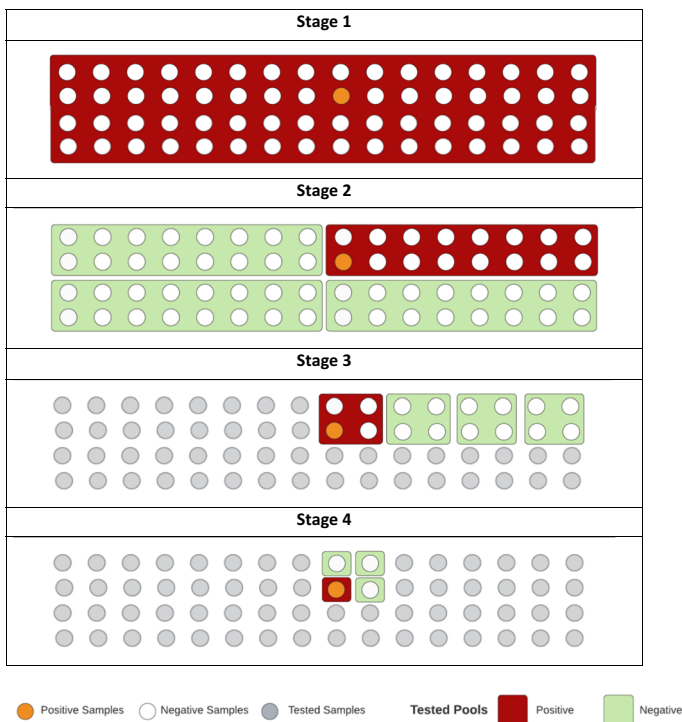 Stage 1
Stage 2
Stage 3
Stage 4
Positive Samples Negative Samples Tested Samples Tested Pools Positive Negative